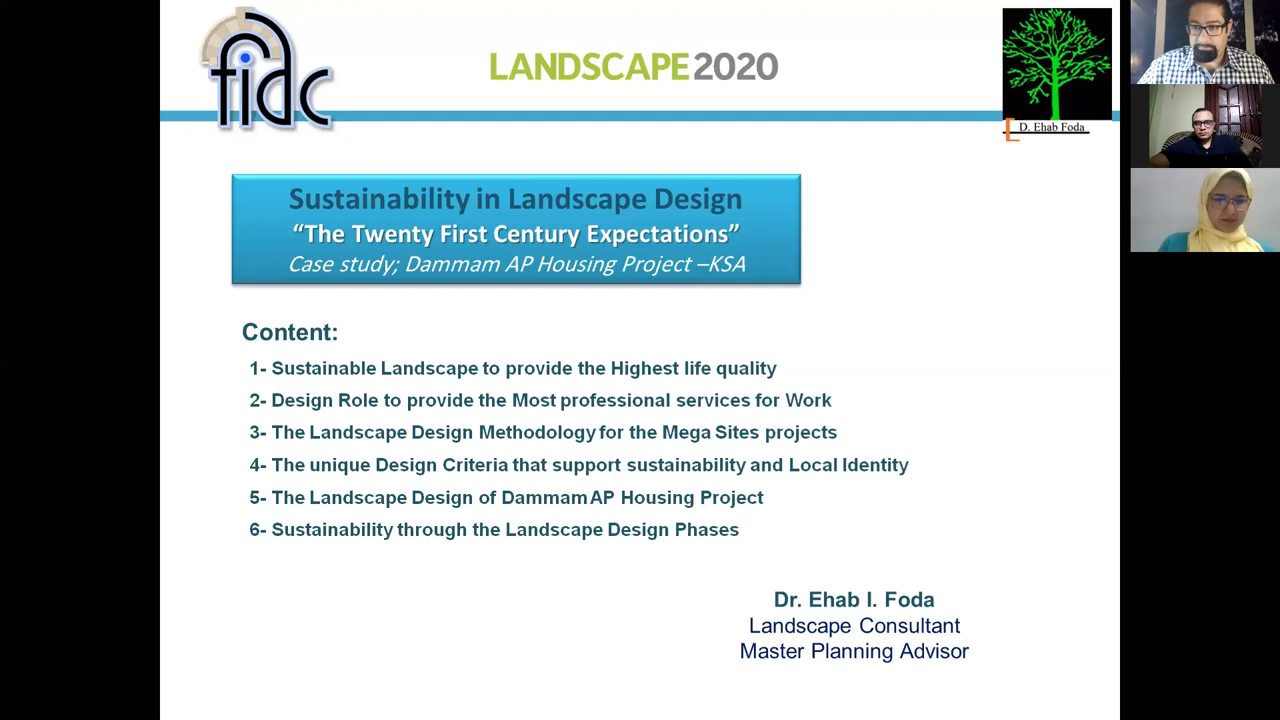 fidc
LANDSCAPE2020
D. Ehab Foda
Sustainability in Landscape Design
“The Twenty First Century Expectations”
Case study; Dammam AP Housing Project –KSA
Content:
1- Sustainable Landscape to provide the Highest life quality
2- Design Role to provide the Most professional services for Work
3- The Landscape Design Methodology for the Mega Sites projects
4- The unique Design Criteria that support sustainability and Local Identity
5- The Landscape Design of Dammam AP Housing Project
6- Sustainability through the Landscape Design Phases
Dr. Ehab I. Foda
Landscape Consultant
Master Planning Advisor